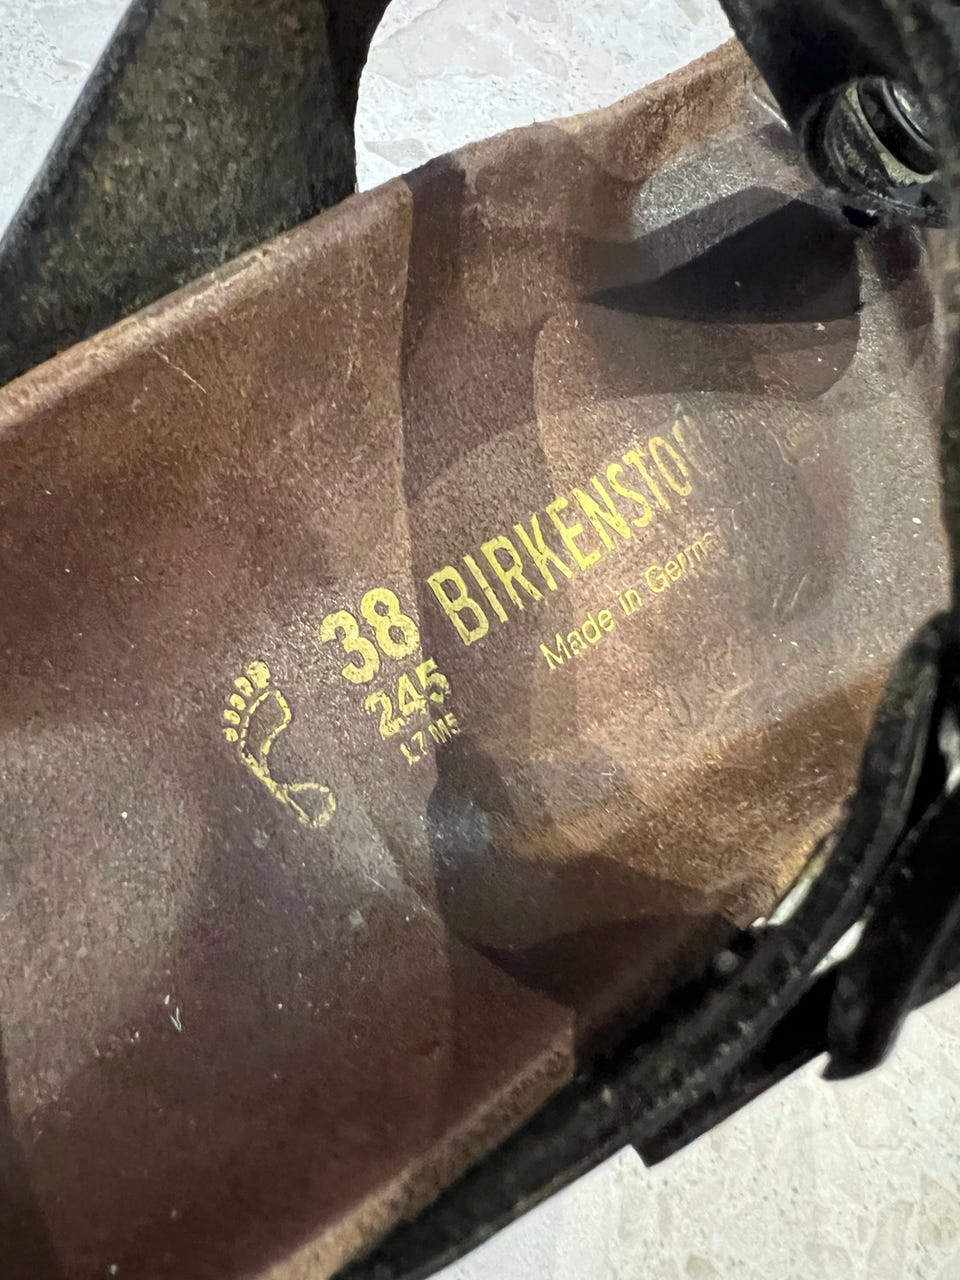 38 BIRKENSTO
245 Made in Germa
L7 M5